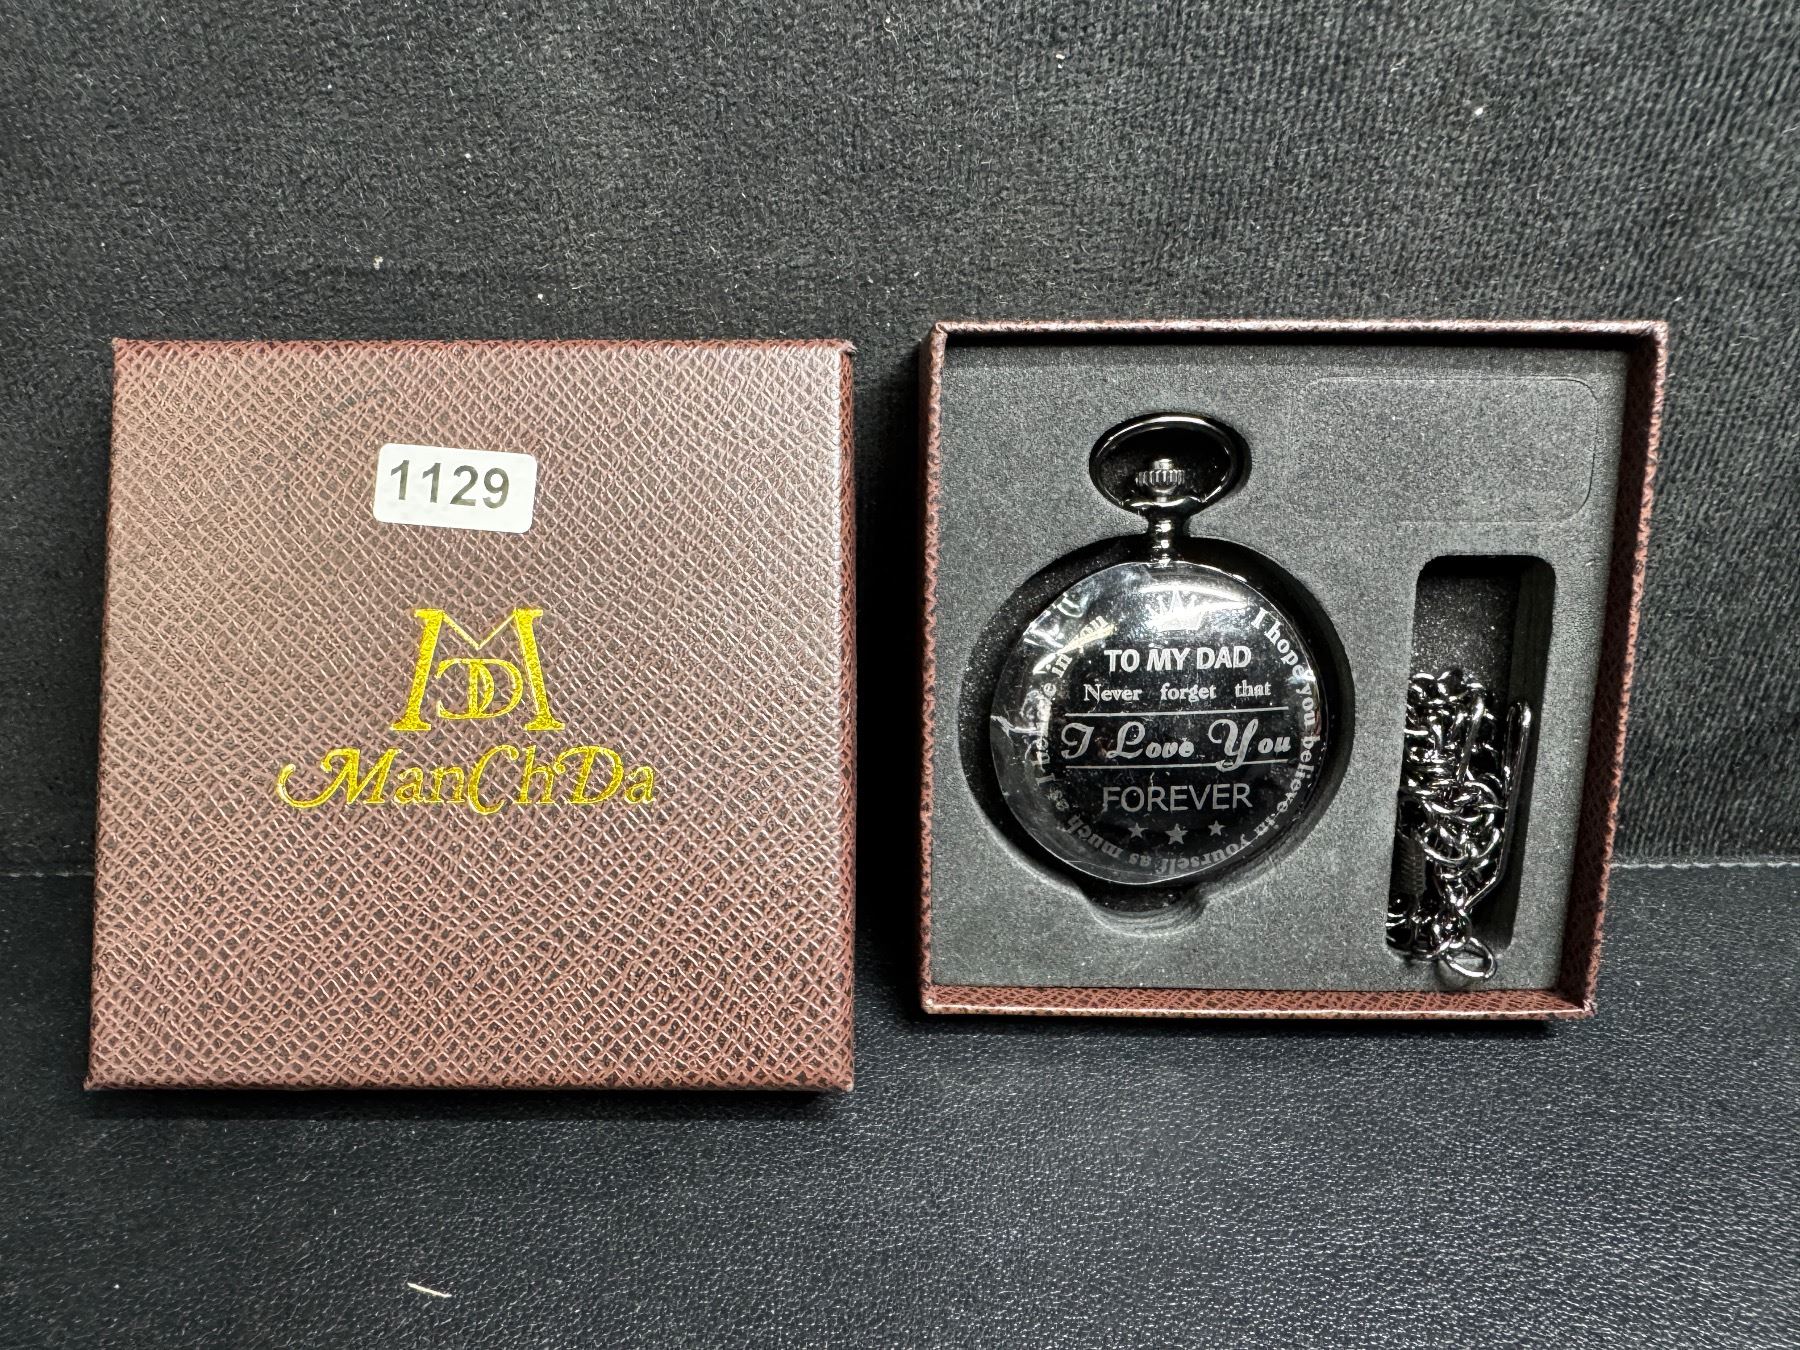 1129
MCD
ManChDa
TO MY DAD
Never forget that
I Love You
FOREVER
I hope you believe in yourself as much as I believe in you